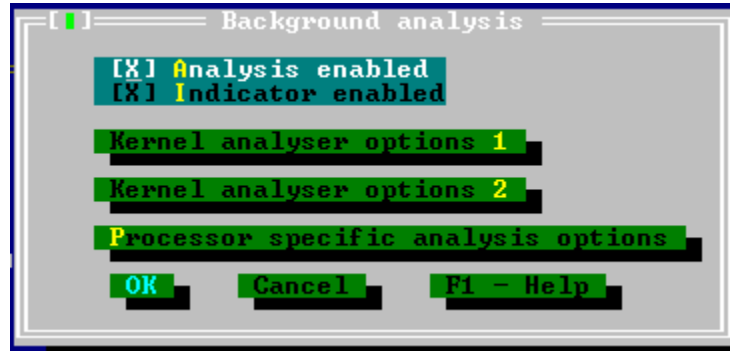 Background analysis
[X] Analysis enabled
[X] Indicator enabled
Kernel analyser options 1
Kernel analyser options 2
Processor specific analysis options
OK Cancel F1 - Help